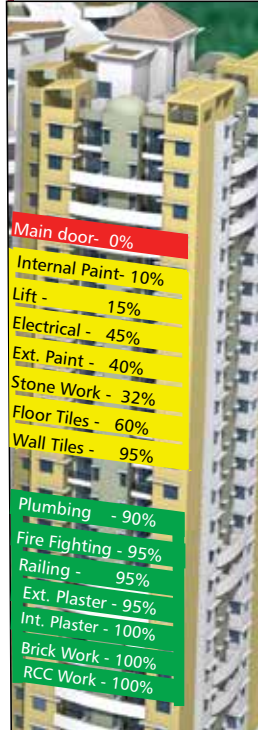 Main door- 0%
Internal Paint- 10%
Lift - 15%
Electrical - 45%
Ext. Paint - 40%
Stone Work - 32%
Floor Tiles - 60%
Wall Tiles - 95%
Plumbing - 90%
Fire Fighting - 95%
Railing - 95%
Ext. Plaster - 95%
Int. Plaster - 100%
Brick Work - 100%
RCC Work - 100%